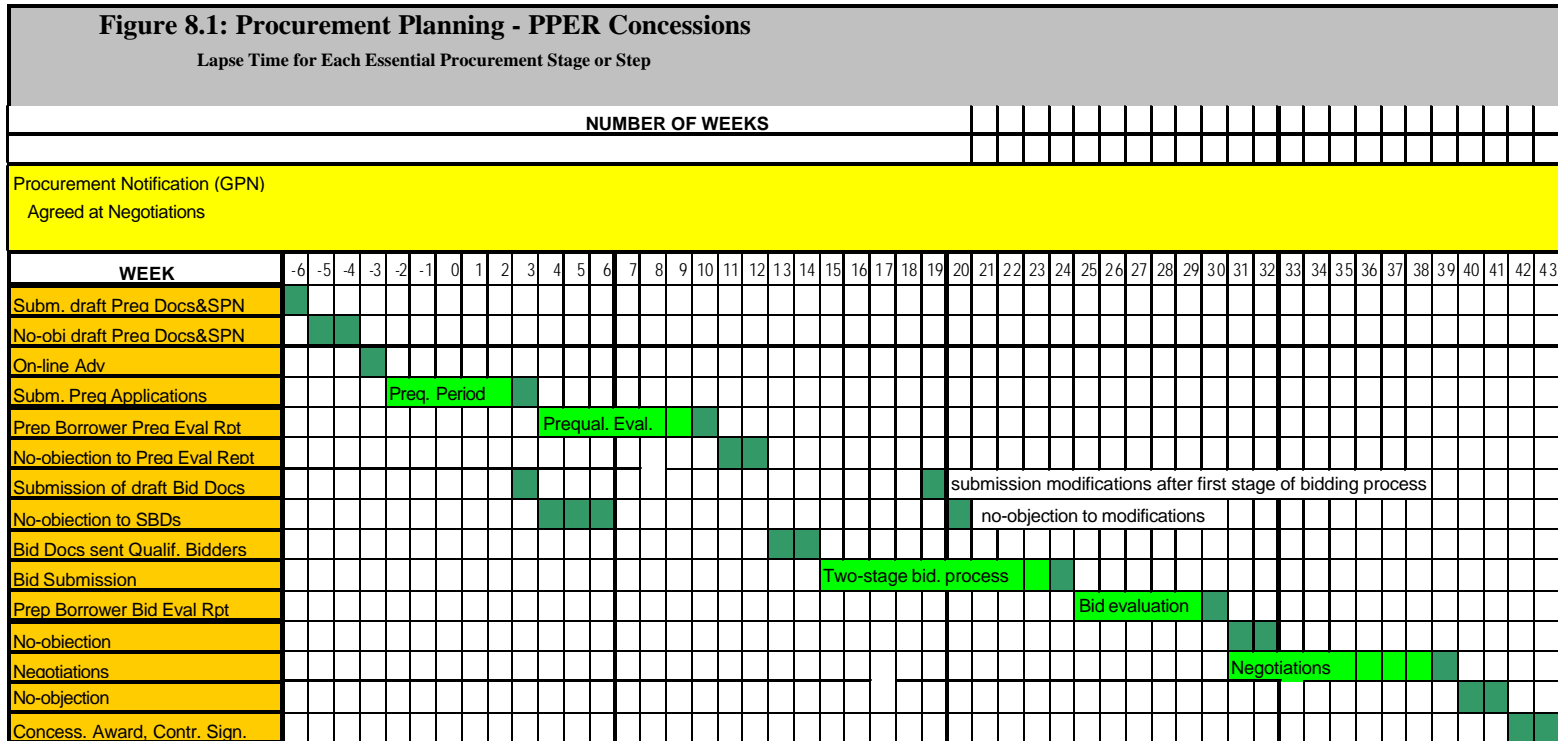 Figure 8.1: Procurement Planning - PPER Concessions
Lapse Time for Each Essential Procurement Stage or Step
NUMBER OF WEEKS
Procurement Notification (GPN)
Agreed at Negotiations
WEEK -6 -5 -4 -3 -2 -1 0 1 2 3 4 5 6 7 8 9 10 11 12 13 14 15 16 17 18 19 20 21 22 23 24 25 26 27 28 29 30 31 32 33 34 35 36 37 38 39 40 41 42 43
Subm. draft Preq Docs&SPN
No-obj draft Preq Docs&SPN
On-line Adv
Subm. Preq Applications Preq. Period
Prep Borrower Preq Eval Rpt Prequal. Eval.
No-objection to Preq Eval Rept
Submission of draft Bid Docs submission modifications after first stage of bidding process
No-objection to SBDs no-objection to modifications
Bid Docs sent Qualif. Bidders
Bid Submission Two-stage bid. process
Prep Borrower Bid Eval Rpt Bid evaluation
No-objection
Negotiations Negotiations
No-objection
Concess. Award, Contr. Sign.